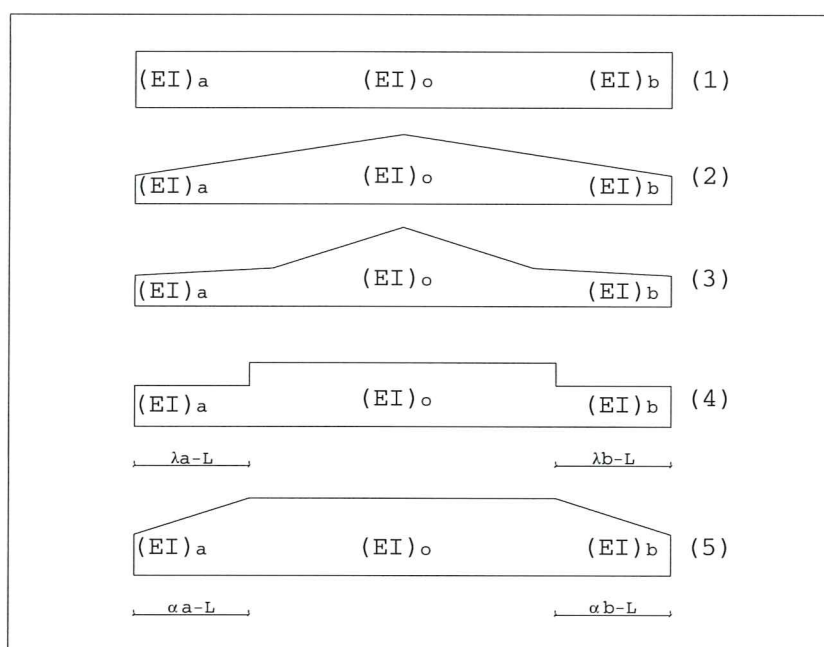 (EI)a (EI)o (EI)b (1)
(EI)a (EI)o (EI)b (2)
(EI)a (EI)o (EI)b (3)
(EI)a (EI)o (EI)b (4)
λa-L λb-L
(EI)a (EI)o (EI)b (5)
αa-L αb-L